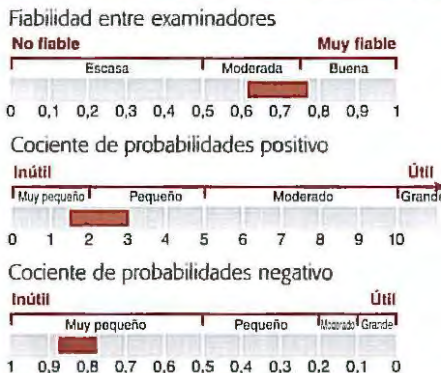 Fiabilidad entre examinadores
No fiable Muy fiable
Escasa Moderada Buena
0 0,1 0,2 0,3 0,4 0,5 0,6 0,7 0,8 0,9 1
Cociente de probabilidades positivo
Inútil Útil
Muy pequeño Pequeño Moderado Grande
0 1 2 3 4 5 6 7 8 9 10
Cociente de probabilidades negativo
Inútil Útil
Muy pequeño Pequeño Moderado Grande
1 0,9 0,8 0,7 0,6 0,5 0,4 0,3 0,2 0,1 0